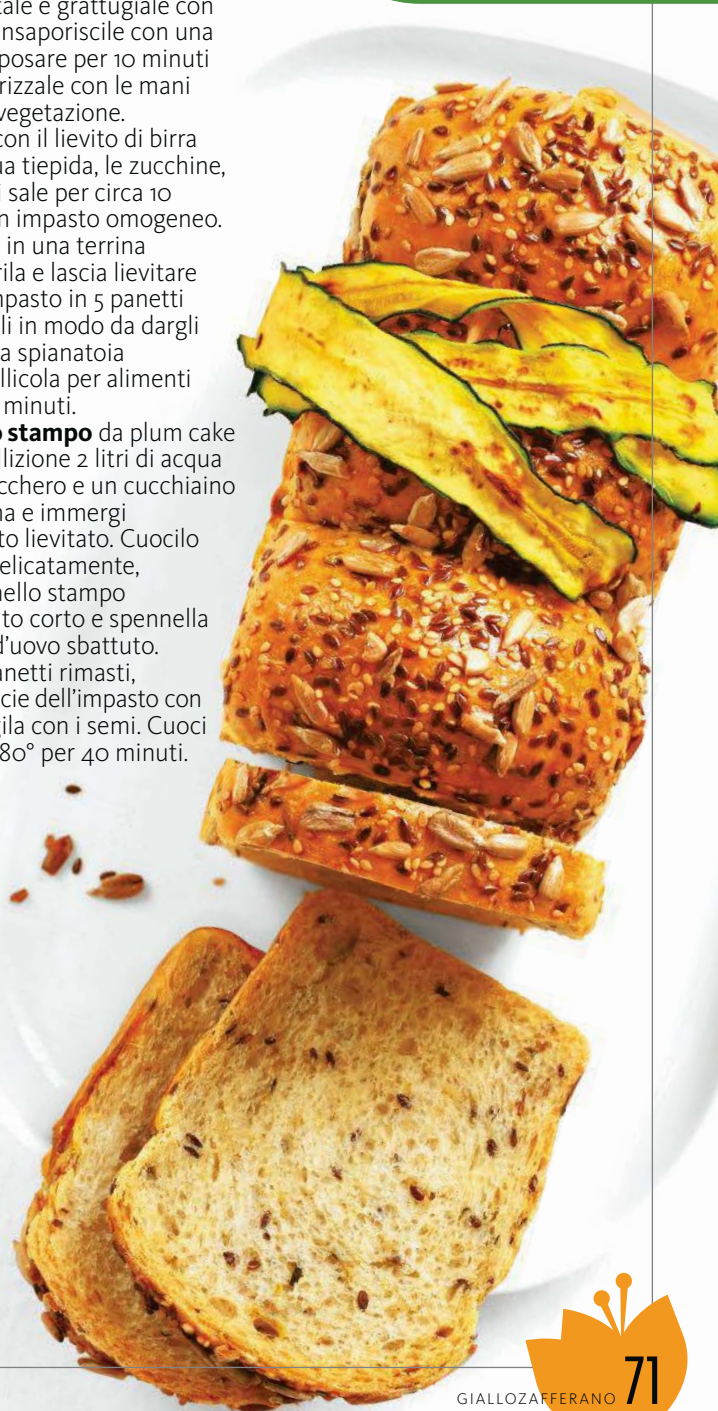 tale e grattugiale con
insaporiscile con una
posare per 10 minuti
rizzale con le mani
vegetazione.
con il lievito di birra
ua tiepida, le zucchine,
i sale per circa 10
n impasto omogeneo.
in una terrina
rila e lascia lievitare
mpasto in 5 panetti
li in modo da dargli
a spianatoia
llicola per alimenti
minuti.
o stampo da plum cake
llizione 2 litri di acqua
cchero e un cucchiaino
na e immergi
to lievitato. Cuocilo
elicatamente,
nello stampo
to corto e spennella
d'uovo sbattuto.
anetti rimasti,
cie dell'impasto con
gila con i semi. Cuoci
80° per 40 minuti.
GIALLOZAFFERANO 71